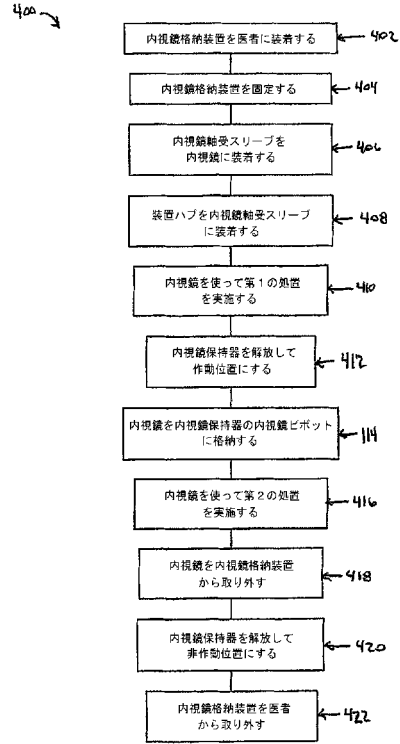 400
内視鏡格納装置を医者に装着する
402
内視鏡格納装置を固定する
404
内視鏡軸受スリーブを
内視鏡に装着する
406
装置ハブを内視鏡軸受スリーブ
に装着する
408
内視鏡を使って第1の処置
を実施する
410
内視鏡保持器を解放して
作動位置にする
412
内視鏡を内視鏡保持器の内視鏡ピボット
に格納する
114
内視鏡を使って第2の処置
を実施する
416
内視鏡を内視鏡格納装置
から取り外す
418
内視鏡保持器を解放して
非作動位置にする
420
内視鏡格納装置を医者
から取り外す
422